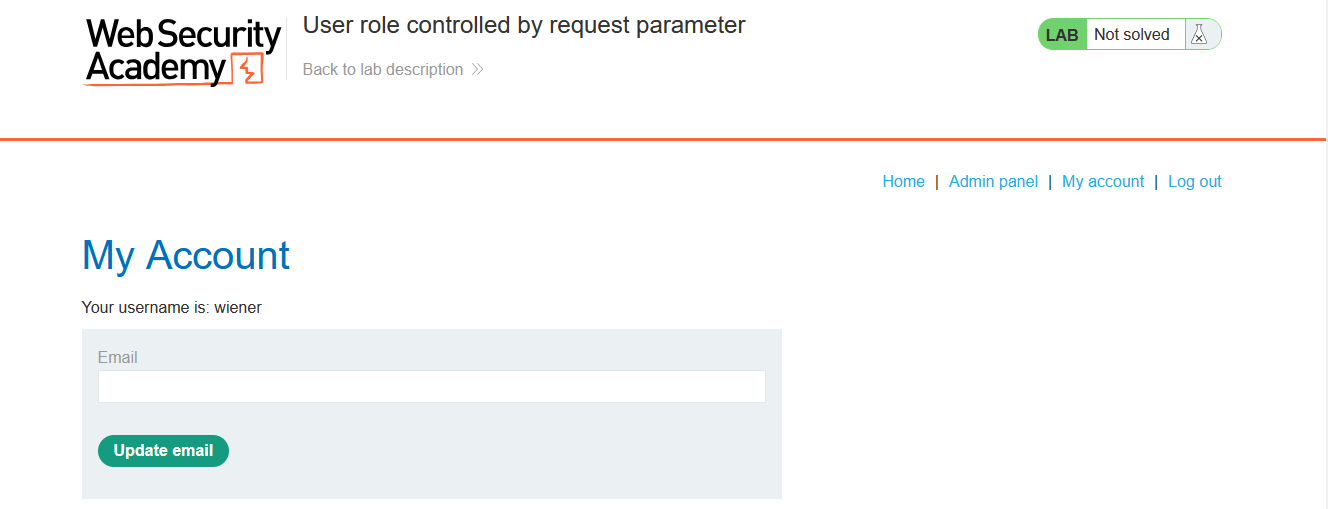 Web Security
Academy
User role controlled by request parameter
Back to lab description
LAB Not solved
Home | Admin panel | My account | Log out
My Account
Your username is: wiener
Email
Update email